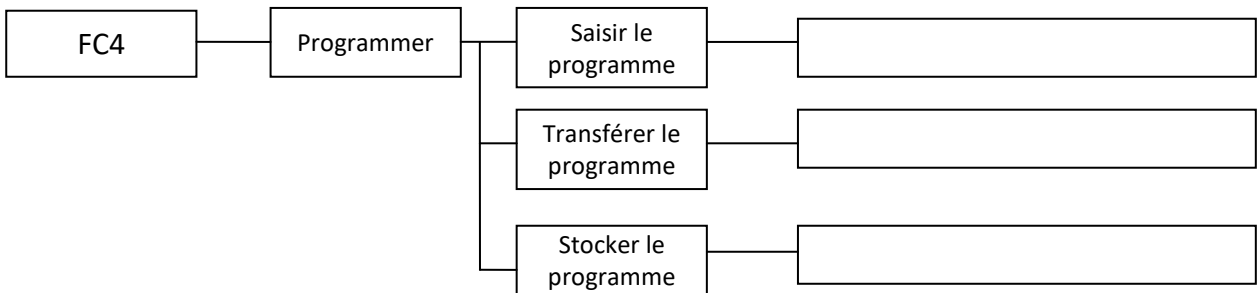 FC4
Programmer
Saisir le
programme
Transférer le
programme
Stocker le
programme